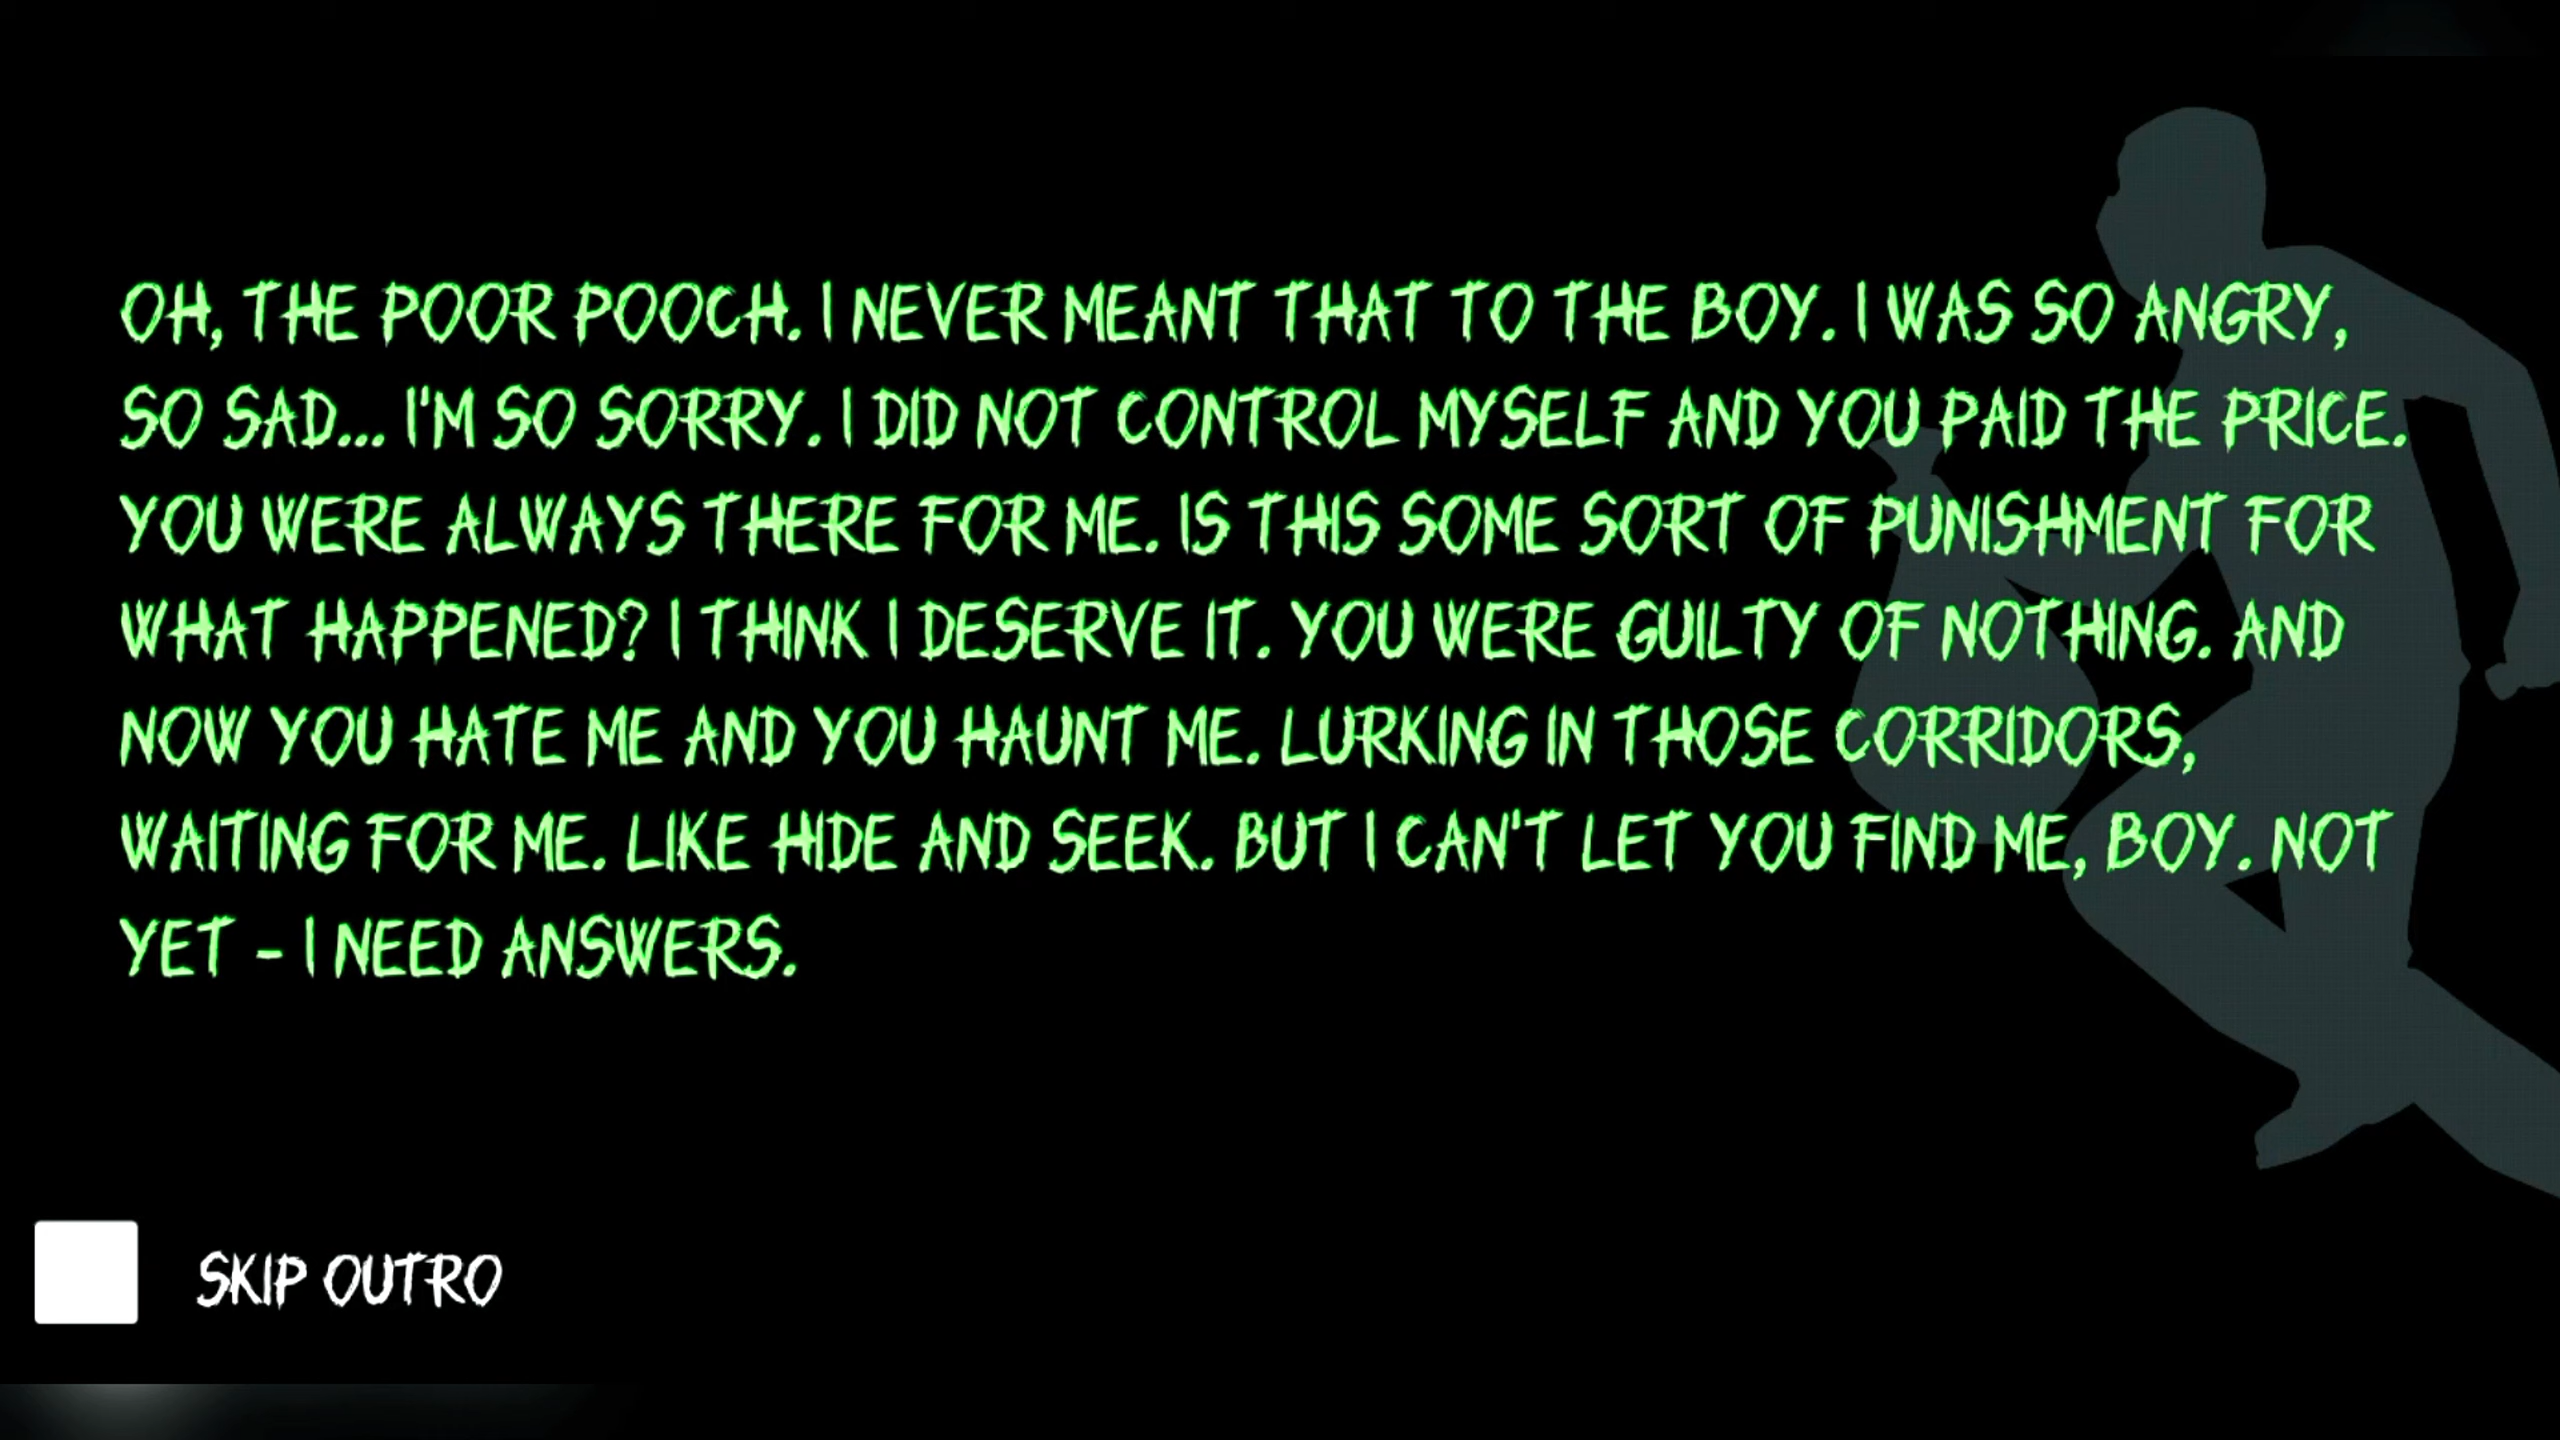 OH, THE POOR POOCH. I NEVER MEANT THAT TO THE BOY. I WAS SO ANGRY,
SO SAD... I'M SO SORRY. I DID NOT CONTROL MYSELF AND YOU PAID THE PRICE.
YOU WERE ALWAYS THERE FOR ME. IS THIS SOME SORT OF PUNISHMENT FOR
WHAT HAPPENED? I THINK I DESERVE IT. YOU WERE GUILTY OF NOTHING. AND
NOW YOU HATE ME AND YOU HAUNT ME. LURKING IN THOSE CORRIDORS,
WAITING FOR ME. LIKE HIDE AND SEEK. BUT I CAN'T LET YOU FIND ME, BOY. NOT
YET - I NEED ANSWERS.
SKIP OUTRO